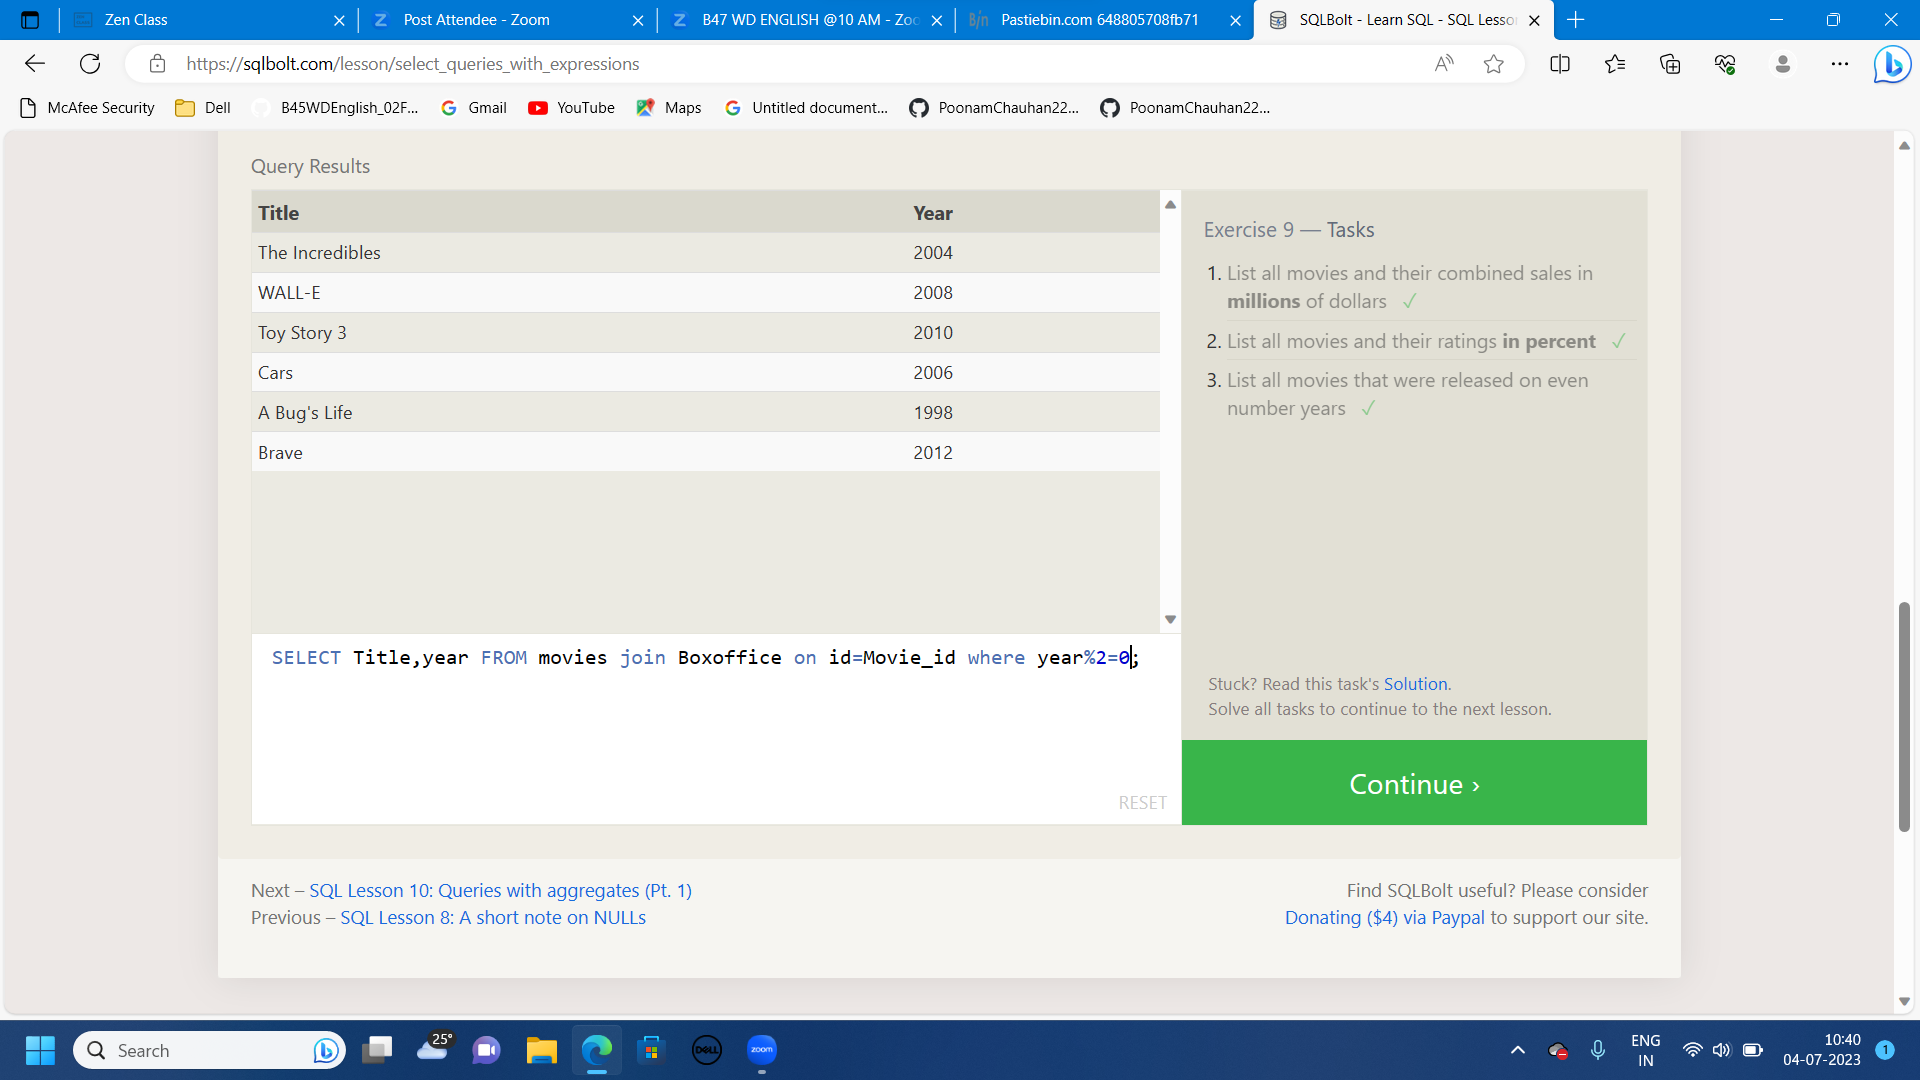 Zen Class
Post Attendee - Zoom
B47 WD ENGLISH @10 AM - Zoo
Pastiebin.com 648805708fb71
SQLBolt - Learn SQL - SQL Lesso
https://sqlbolt.com/lesson/select_queries_with_expressions
McAfee Security
Dell
B45WDEnglish_02F...
Gmail
YouTube
Maps
Untitled document...
PoonamChauhan22...
PoonamChauhan22...
Query Results
Title Year
The Incredibles 2004
WALL-E 2008
Toy Story 3 2010
Cars 2006
A Bug's Life 1998
Brave 2012
Exercise 9 — Tasks
1. List all movies and their combined sales in
millions of dollars ✓
2. List all movies and their ratings in percent ✓
3. List all movies that were released on even
number years ✓
SELECT Title,year FROM movies join Boxoffice on id=Movie_id where year%2=0;
RESET
Stuck? Read this task's Solution.
Solve all tasks to continue to the next lesson.
Continue ›
Next – SQL Lesson 10: Queries with aggregates (Pt. 1)
Previous – SQL Lesson 8: A short note on NULLs
Find SQLBolt useful? Please consider
Donating ($4) via Paypal to support our site.
Search
25°
DELL
zoom
ENG
IN
10:40
04-07-2023
1